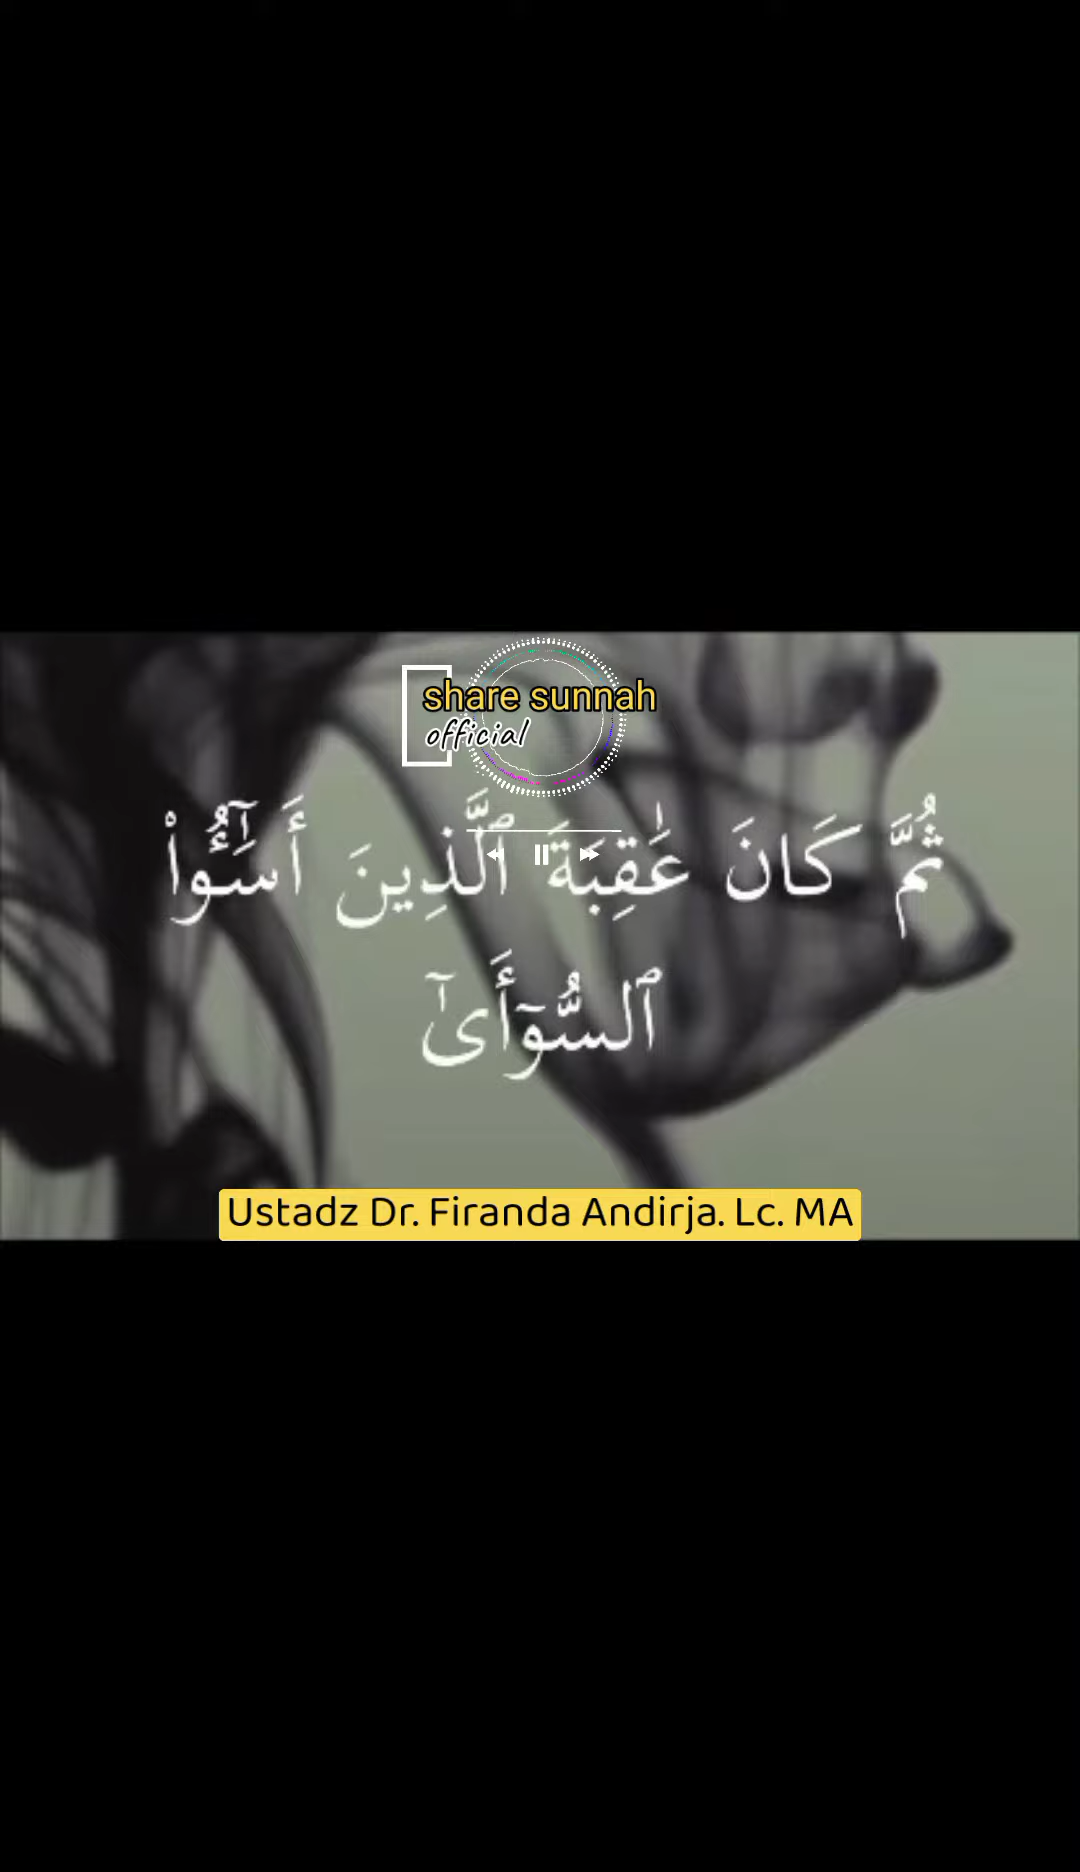 share sunnah
official
ثُمَّ كَانَ عَٰقِبَةَ ٱلَّذِينَ أَسَٰٓـُٔوا۟
ٱلسُّوٓأَىٰٓ
Ustadz Dr. Firanda Andirja. Lc. MA